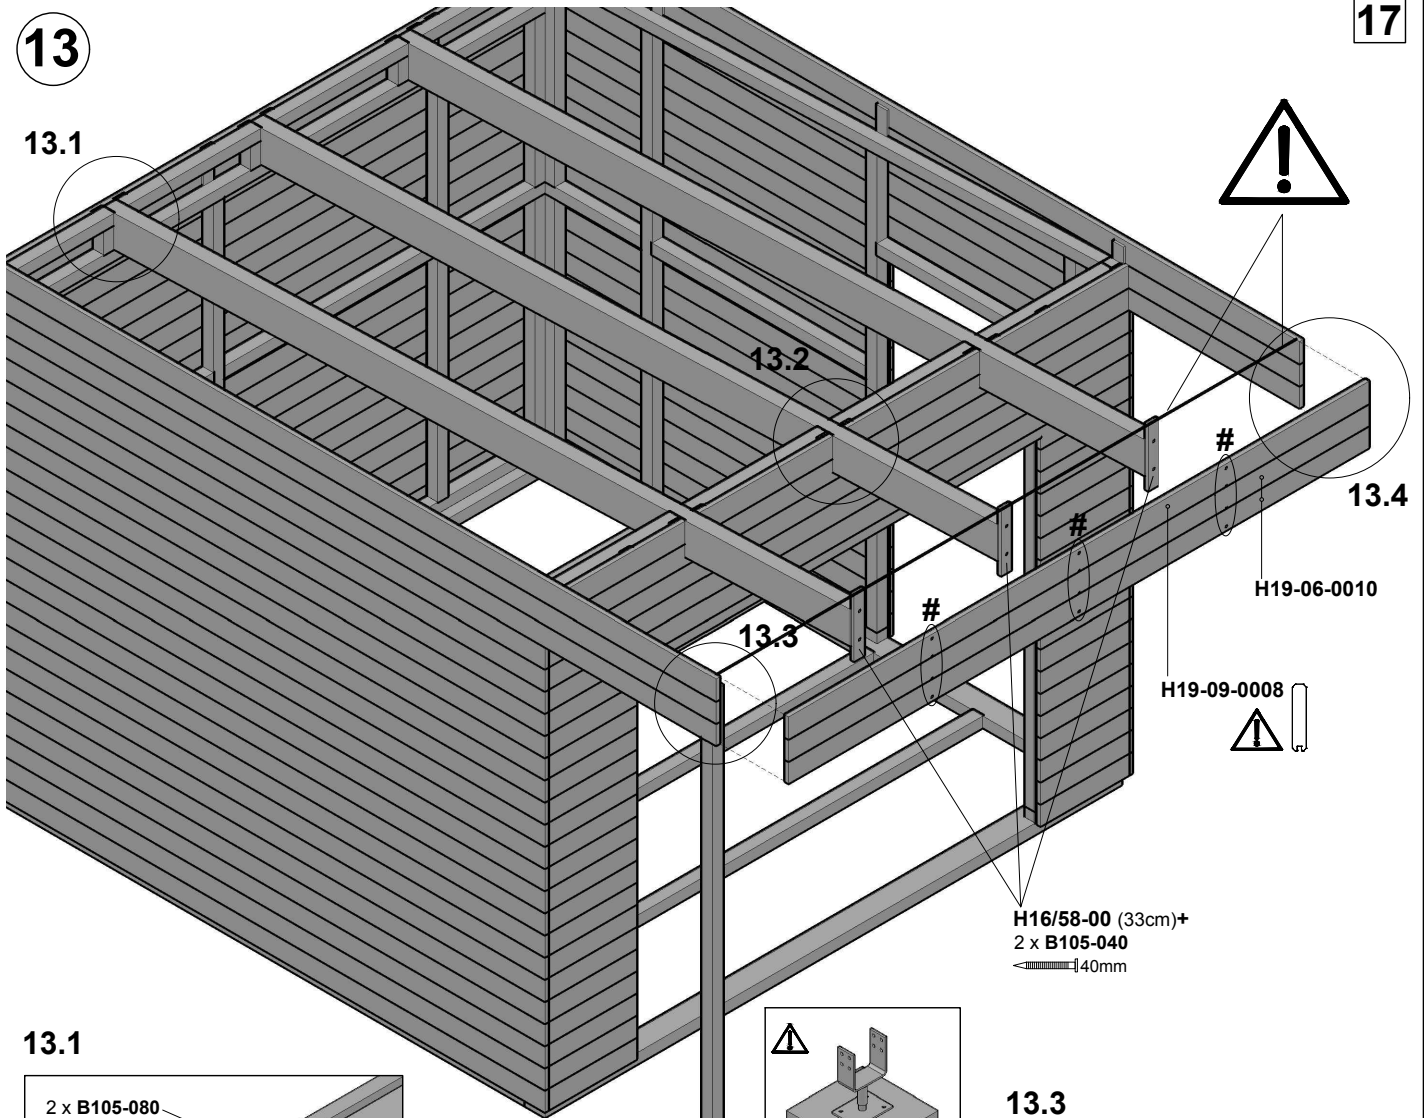 13
17
13.1
13.2
#
13.4
#
H19-06-0010
#
13.3
H19-09-0008
H16/58-00 (33cm)+
2 x B105-040
40mm
13.1
2 x B105-080
13.3